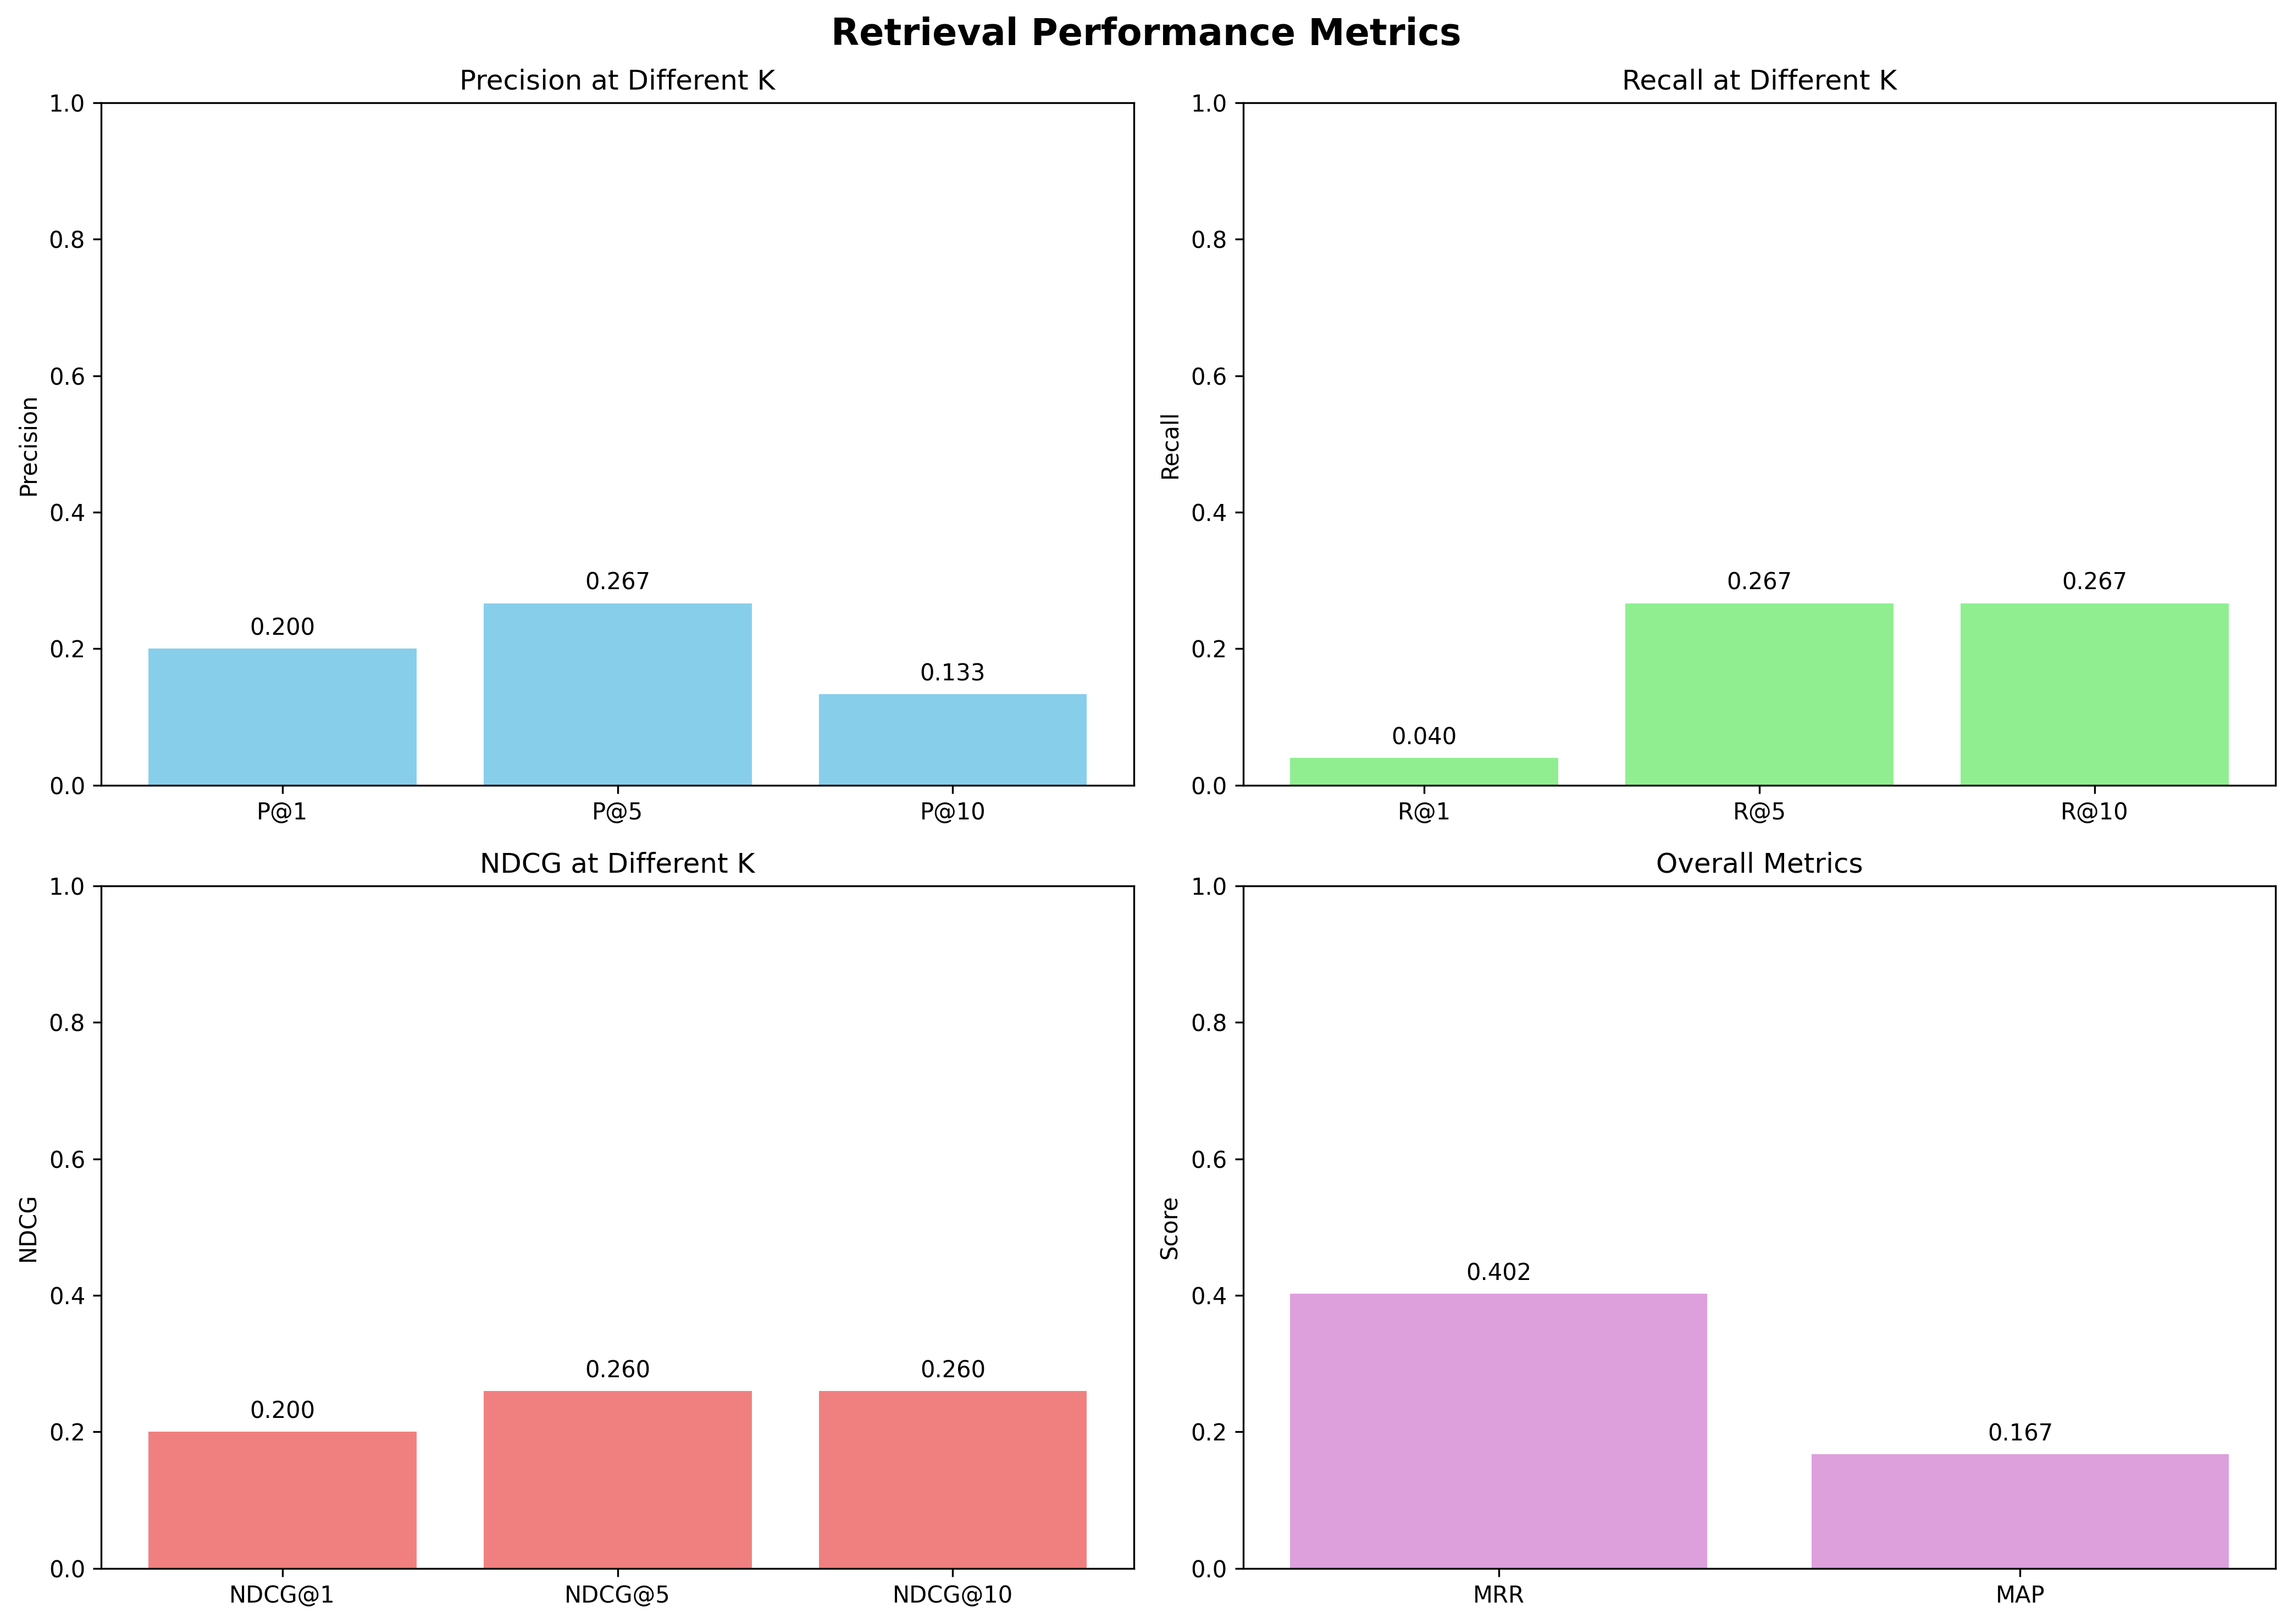 Retrieval Performance Metrics
Precision at Different K
1.0
0.8
0.6
0.4
0.2
0.0
Precision
0.200
0.267
0.133
P@1 P@5 P@10
Recall at Different K
1.0
0.8
0.6
0.4
0.2
0.0
Recall
0.040
0.267
0.267
R@1 R@5 R@10
NDCG at Different K
1.0
0.8
0.6
0.4
0.2
0.0
NDCG
0.200
0.260
0.260
NDCG@1 NDCG@5 NDCG@10
Overall Metrics
1.0
0.8
0.6
0.4
0.2
0.0
Score
0.402
0.167
MRR MAP